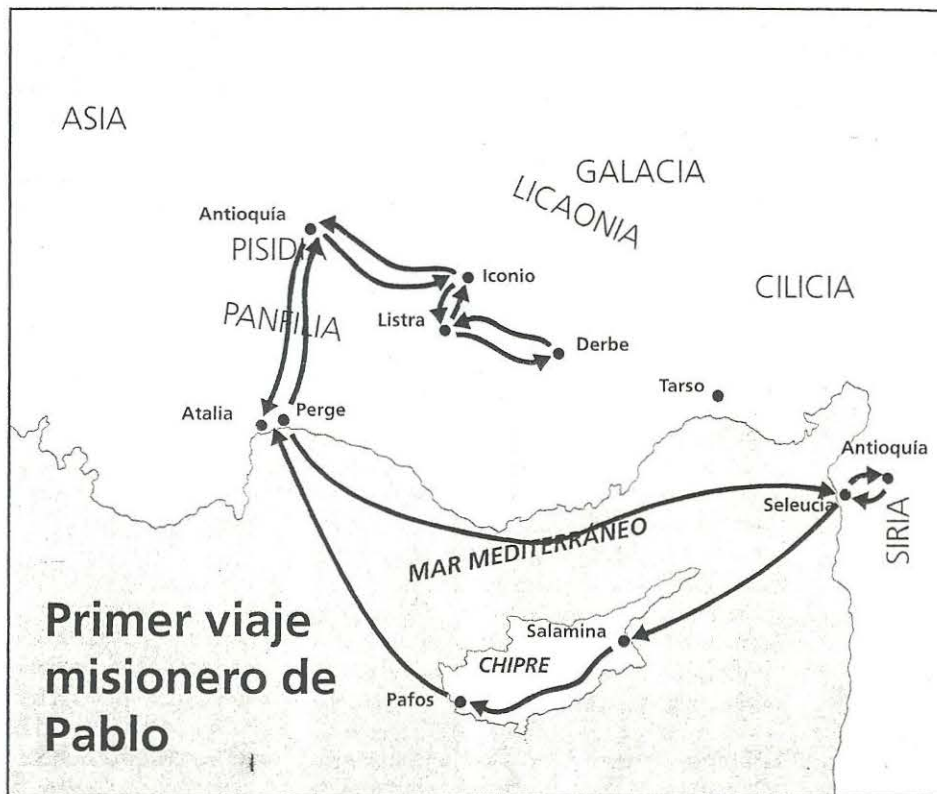 ASIA
GALACIA
LICAONIA
Antioquía
PISIDIA
Iconio
CILICIA
PANFILIA
Listra
Derbe
Tarso
Atalia
Perge
Antioquía
Seleucia
SIRIA
MAR MEDITERRÁNEO
Salamina
CHIPRE
Pafos
Primer viaje
misionero de
Pablo